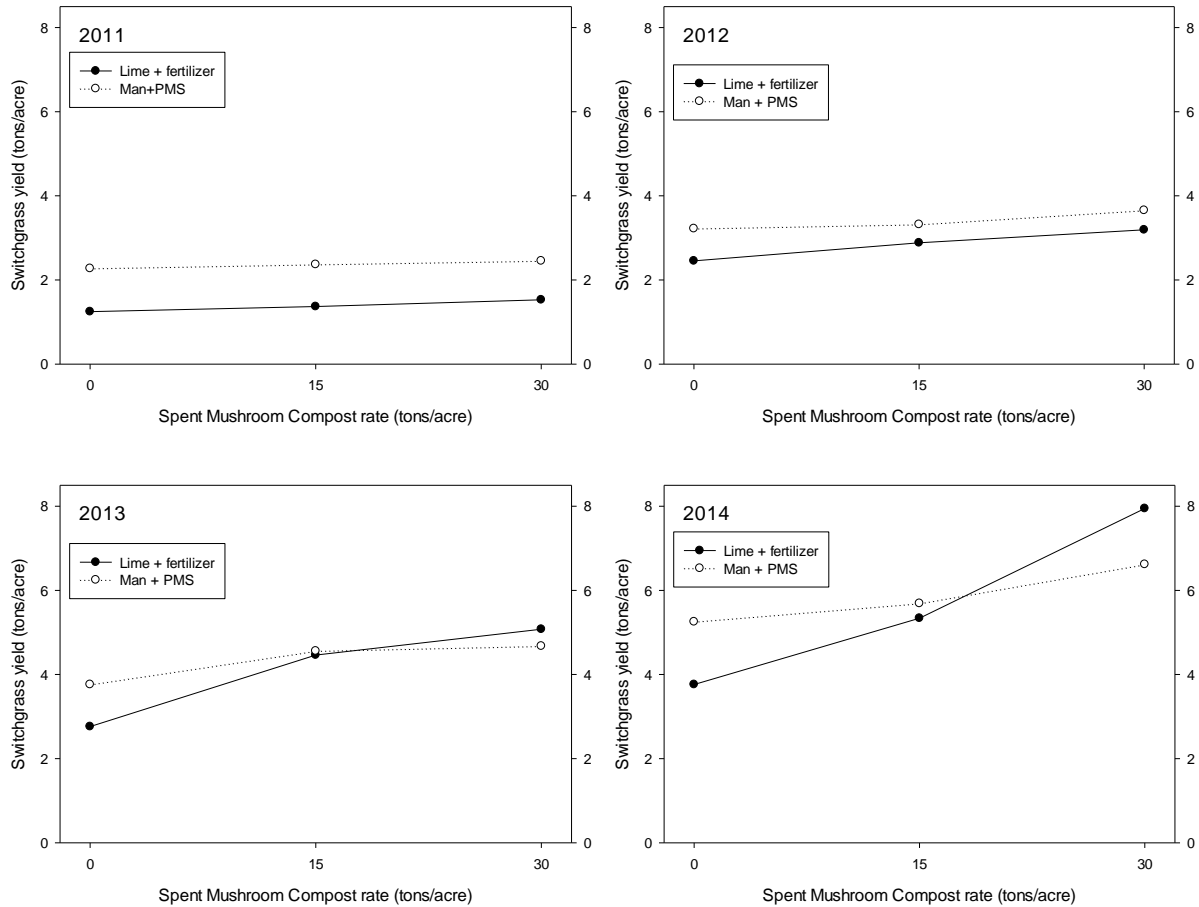 2011
Lime + fertilizer
Man+PMS
Switchgrass yield (tons/acre)
8
6
4
2
0
8
6
4
2
0
0 15 30
Spent Mushroom Compost rate (tons/acre)
2012
Lime + fertilizer
Man + PMS
Switchgrass yield (tons/acre)
8
6
4
2
0
8
6
4
2
0
0 15 30
Spent Mushroom Compost rate (tons/acre)
2013
Lime + fertilizer
Man + PMS
Switchgrass yield (tons/acre)
8
6
4
2
0
8
6
4
2
0
0 15 30
Spent Mushroom Compost rate (tons/acre)
2014
Lime + fertilizer
Man + PMS
Switchgrass yield (tons/acre)
8
6
4
2
0
8
6
4
2
0
0 15 30
Spent Mushroom Compost rate (tons/acre)